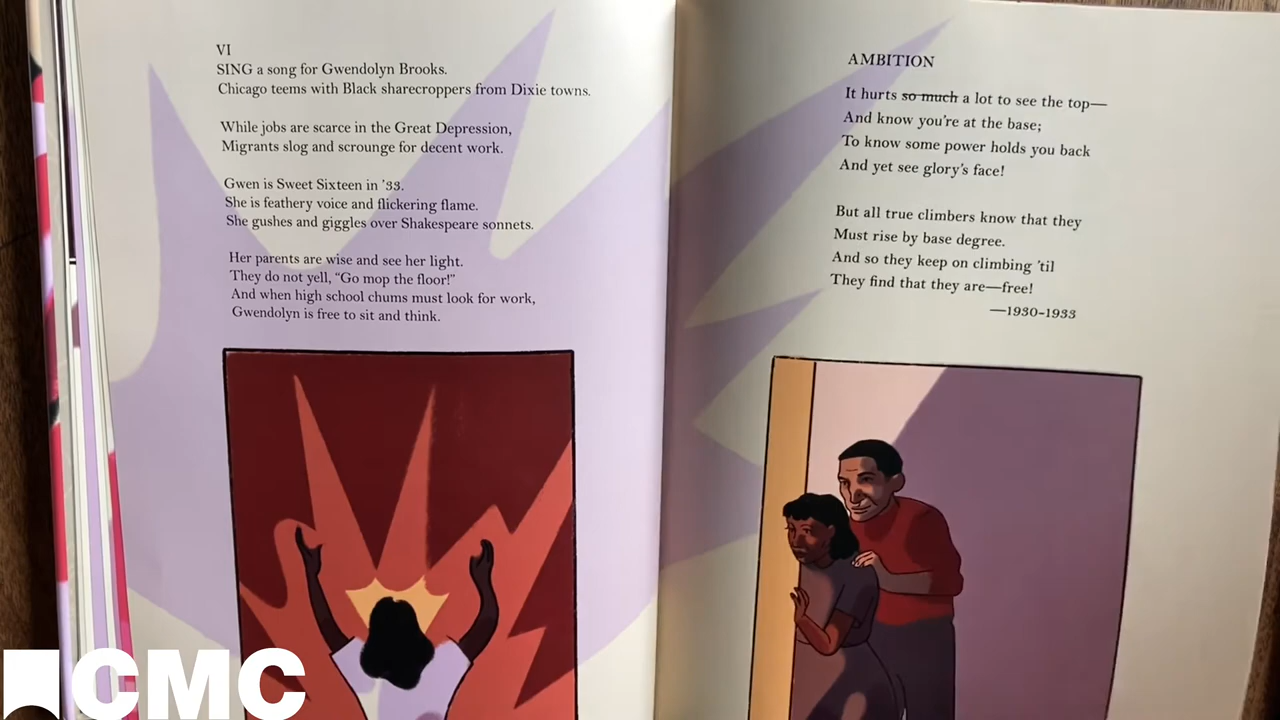 VI
SING a song for Gwendolyn Brooks.
Chicago teems with Black sharecroppers from Dixie towns.
While jobs are scarce in the Great Depression,
Migrants slog and scrounge for decent work.
Gwen is Sweet Sixteen in ’33.
She is feathery voice and flickering flame.
She gushes and giggles over Shakespeare sonnets.
Her parents are wise and see her light.
They do not yell, “Go mop the floor!”
And when high school chums must look for work,
Gwendolyn is free to sit and think.
AMBITION
It hurts so much a lot to see the top—
And know you’re at the base;
To know some power holds you back
And yet see glory’s face!
But all true climbers know that they
Must rise by base degree.
And so they keep on climbing ’til
They find that they are—free!
—1930–1933
CMC